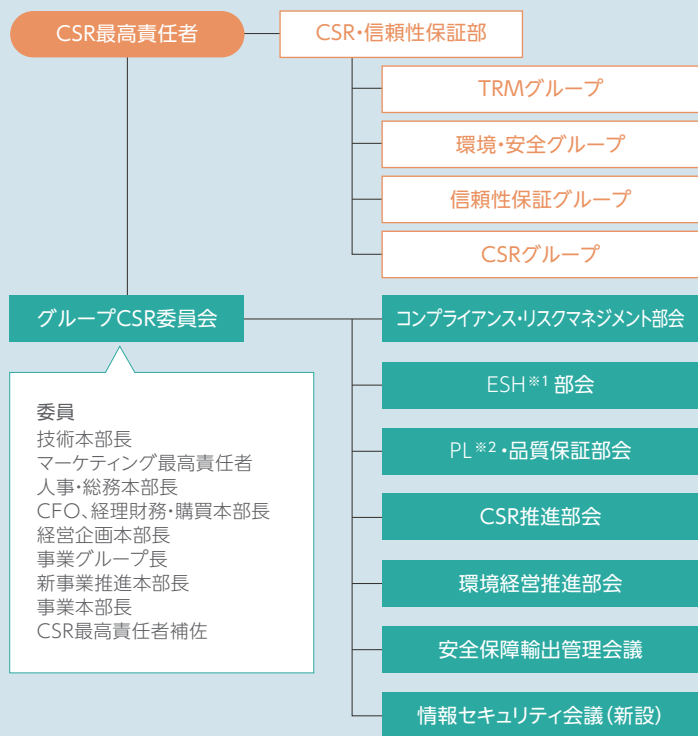 CSR最高責任者
CSR・信頼性保証部
TRMグループ
環境・安全グループ
信頼性保証グループ
CSRグループ
グループCSR委員会
委員
技術本部長
マーケティング最高責任者
人事・総務本部長
CFO、経理財務・購買本部長
経営企画本部長
事業グループ長
新事業推進本部長
事業本部長
CSR最高責任者補佐
コンプライアンス・リスクマネジメント部会
ESH※1 部会
PL※2・品質保証部会
CSR推進部会
環境経営推進部会
安全保障輸出管理会議
情報セキュリティ会議(新設)